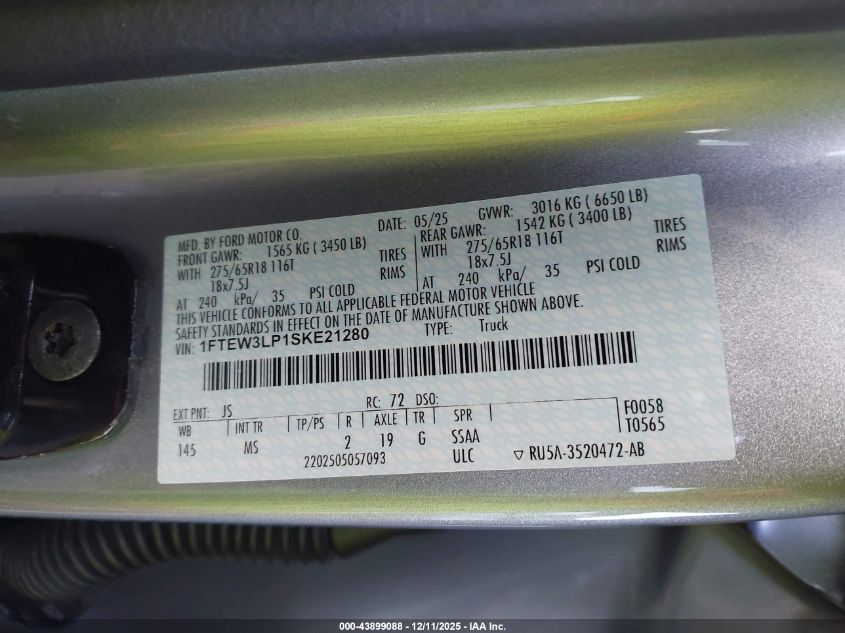 MFD. BY FORD MOTOR CO. DATE: 05/25 GVWR: 3016 KG ( 6650 LB)
FRONT GAWR: 1565 KG ( 3450 LB) REAR GAWR: 1542 KG ( 3400 LB)
WITH 275/65R18 116T TIRES WITH 275/65R18 116T TIRES
18x7.5J RIMS 18x7.5J RIMS
AT 240 kPa/ 35 PSI COLD AT 240 kPa/ 35 PSI COLD
THIS VEHICLE CONFORMS TO ALL APPLICABLE FEDERAL MOTOR VEHICLE
SAFETY STANDARDS IN EFFECT ON THE DATE OF MANUFACTURE SHOWN ABOVE.
VIN: 1FTEW3LP1SKE21280 TYPE: Truck
EXT PNT: JS RC: 72 DSO: F0058
WB INT TR TP/PS R AXLE TR SPR T0565
145 MS 2 19 G SSAA
2202505057093 ULC ▽ RU5A-3520472-AB
000-43899088 - 12/11/2025 - IAA Inc.